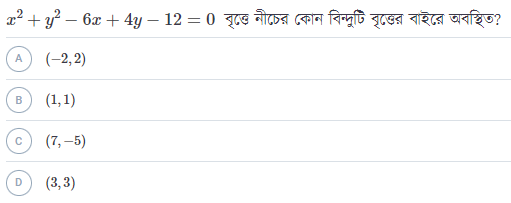 x² + y² − 6x + 4y − 12 = 0 বৃত্তে নীচের কোন বিন্দুটি বৃত্তের বাইরে অবস্থিত?
A (−2, 2)
B (1, 1)
C (7, −5)
D (3, 3)